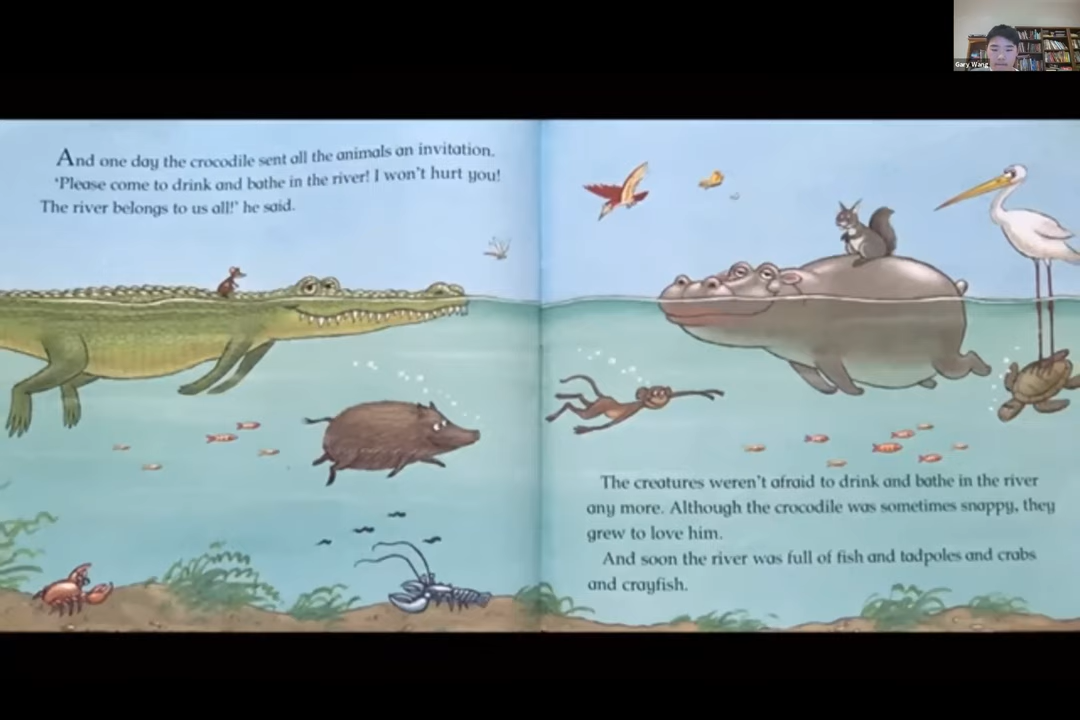 Gary Wang
And one day the crocodile sent all the animals an invitation.
'Please come to drink and bathe in the river! I won't hurt you!
The river belongs to us all!' he said.
The creatures weren't afraid to drink and bathe in the river
any more. Although the crocodile was sometimes snappy, they
grew to love him.
And soon the river was full of fish and tadpoles and crabs
and crayfish.